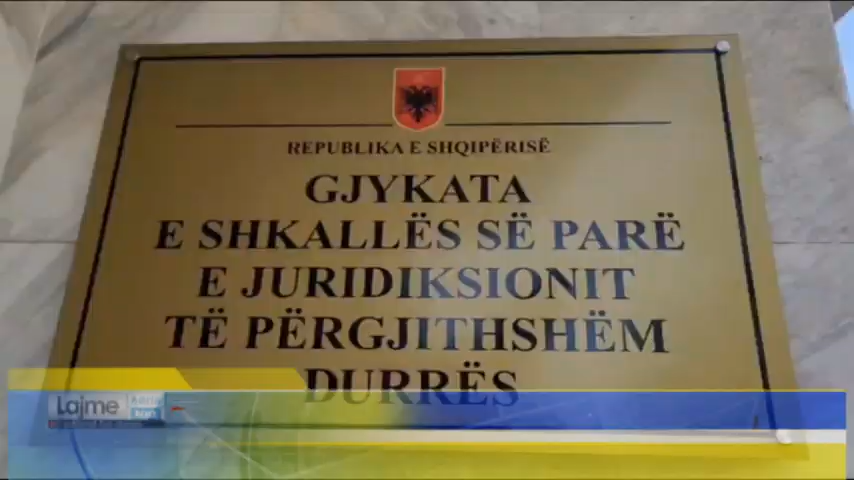 REPUBLIKA E SHQIPËRISË
GJYKATA
E SHKALLËS SË PARË
E JURIDIKSIONIT
TË PËRGJITHSHËM
DURRËS
Lajme